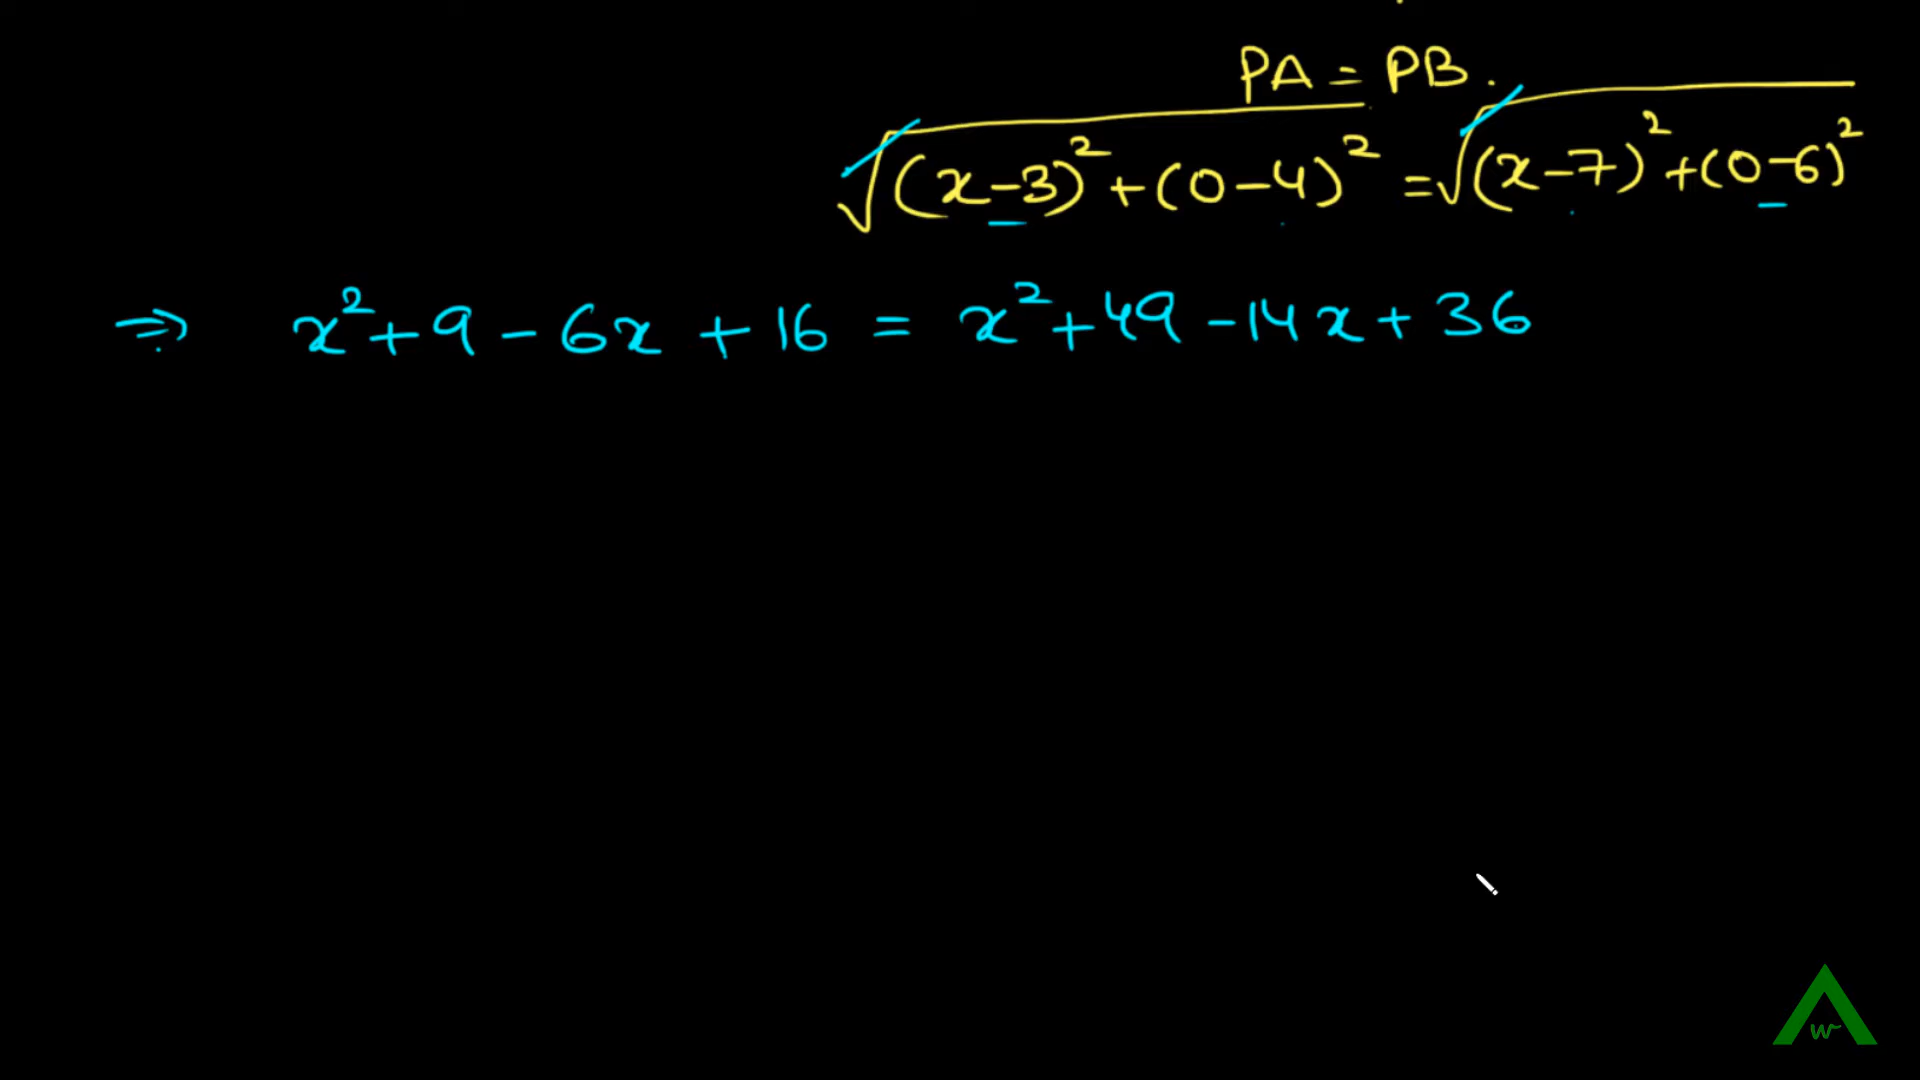 PA = PB.
√(x-3)² + (0-4)² = √(x-7)² + (0-6)²
⇒ x² + 9 - 6x + 16 = x² + 49 - 14x + 36
w